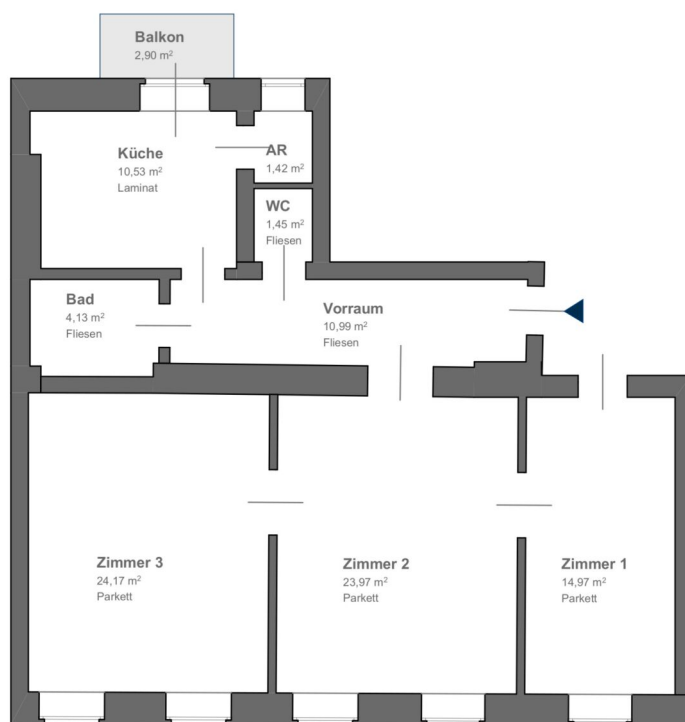 Balkon
2,90 m²
Küche
10,53 m²
Laminat
AR
1,42 m²
WC
1,45 m²
Fliesen
Bad
4,13 m²
Fliesen
Vorraum
10,99 m²
Fliesen
Zimmer 3
24,17 m²
Parkett
Zimmer 2
23,97 m²
Parkett
Zimmer 1
14,97 m²
Parkett